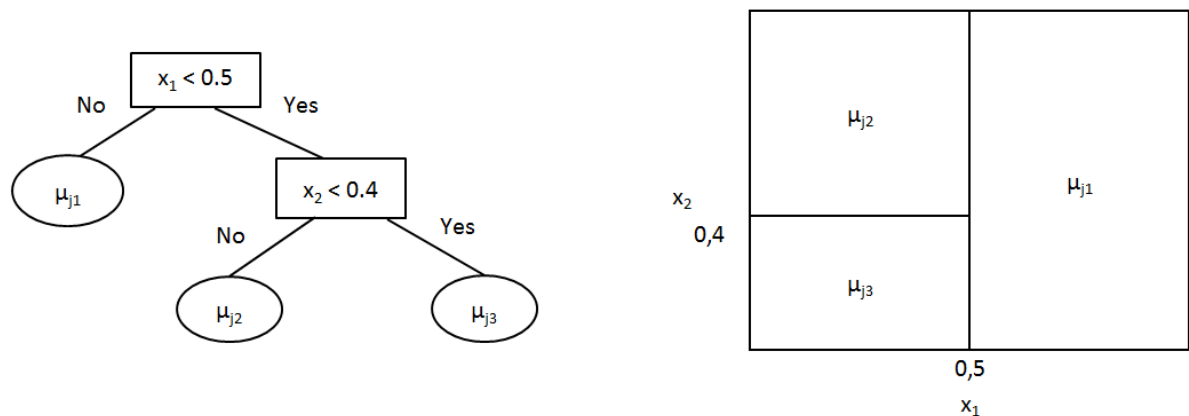 x₁ < 0.5
No
Yes
μⱼ₁
x₂ < 0.4
No
Yes
μⱼ₂
μⱼ₃
μⱼ₂
μⱼ₁
x₂
0,4
μⱼ₃
0,5
x₁